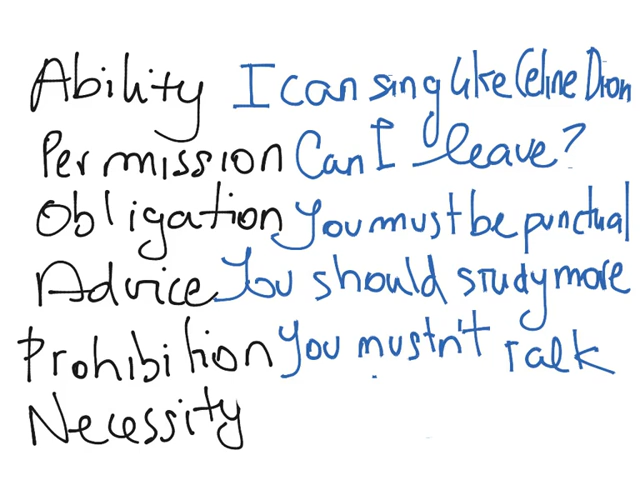 Ability I can sing like Celine Dion
Permission Can I leave?
Obligation You must be punctual
Advice You should study more
Prohibition You mustn't talk
Necessity